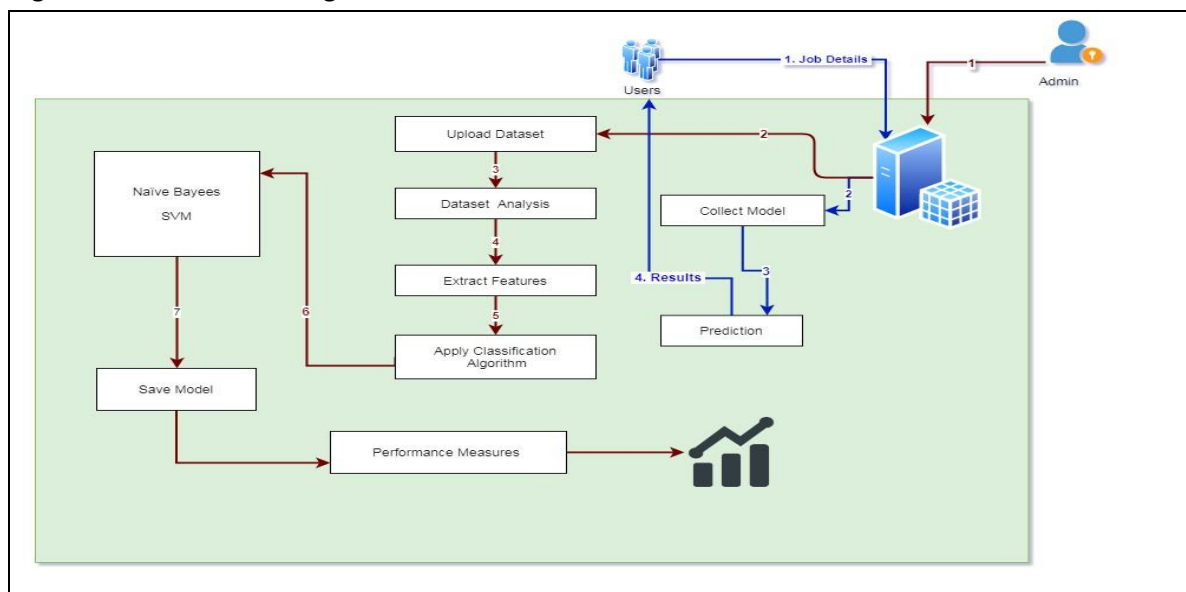 1. Job Details
1
Users
Admin
Upload Dataset
2
3
Naïve Bayees
SVM
Dataset Analysis
2
Collect Model
4
3
4. Results
Extract Features
7
6
5
Prediction
Apply Classification
Algorithm
Save Model
Performance Measures